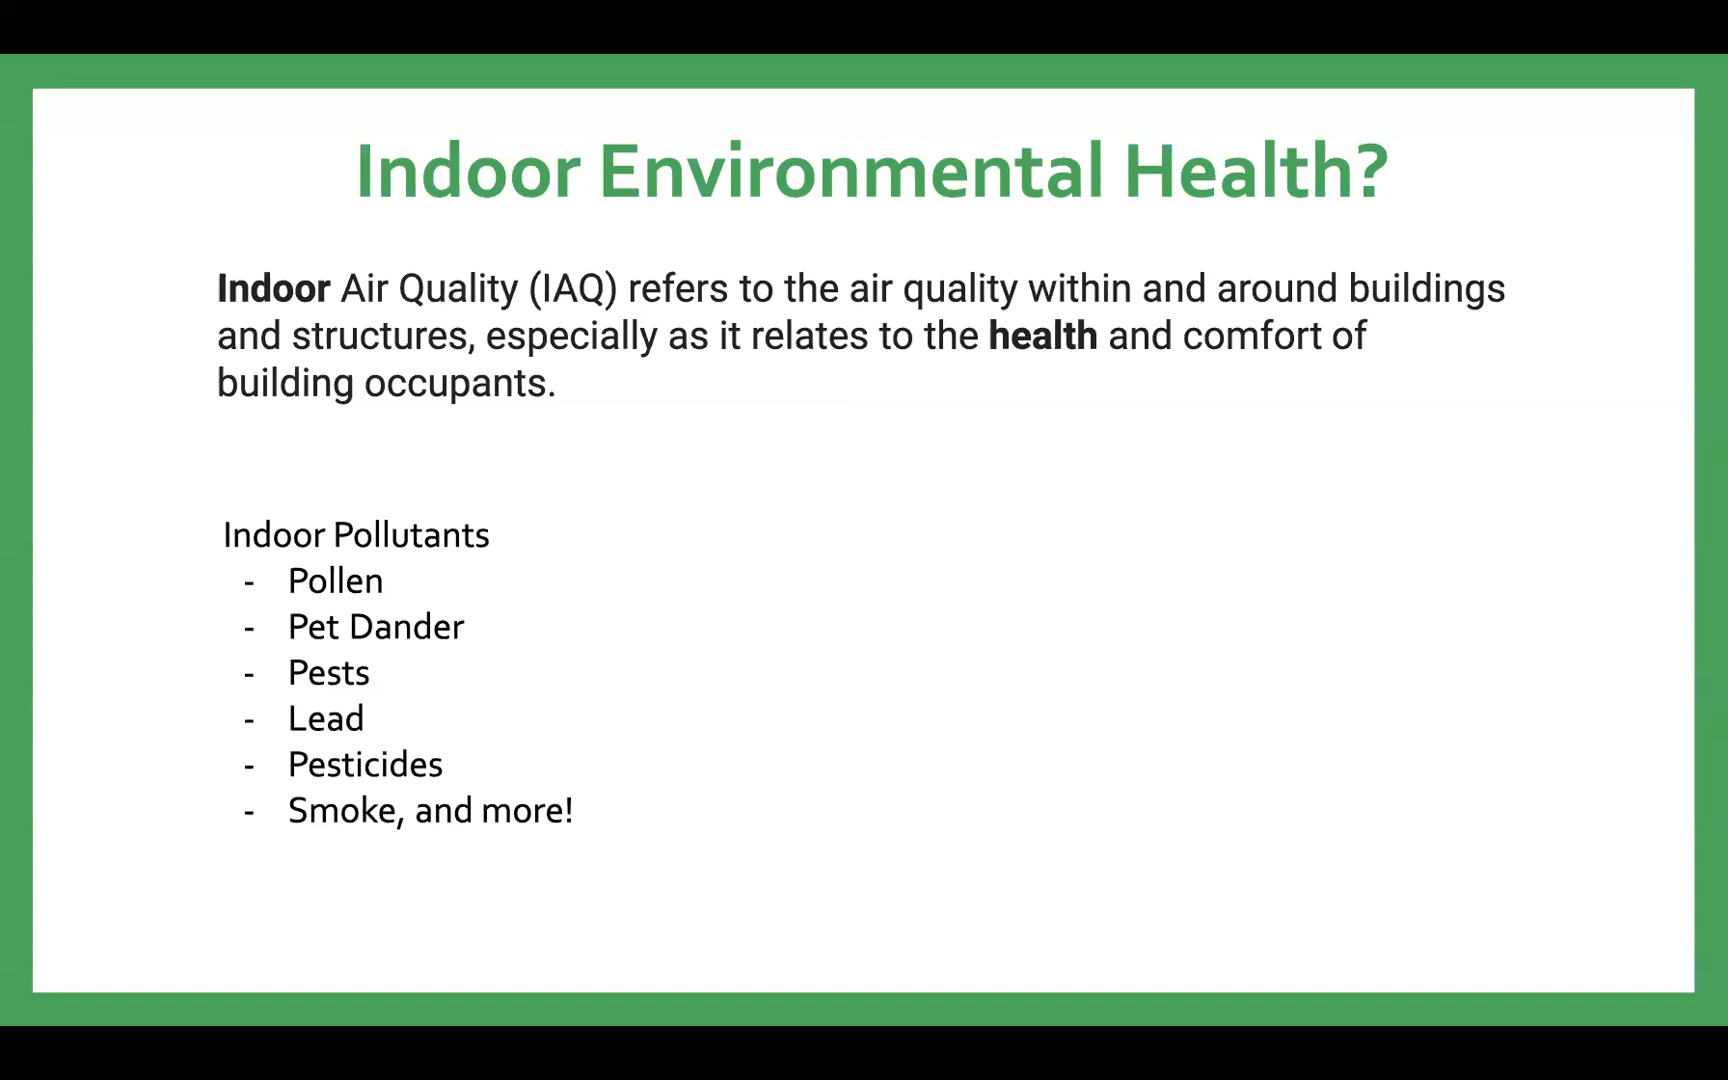 Indoor Environmental Health?
Indoor Air Quality (IAQ) refers to the air quality within and around buildings
and structures, especially as it relates to the health and comfort of
building occupants.
Indoor Pollutants
- Pollen
- Pet Dander
- Pests
- Lead
- Pesticides
- Smoke, and more!